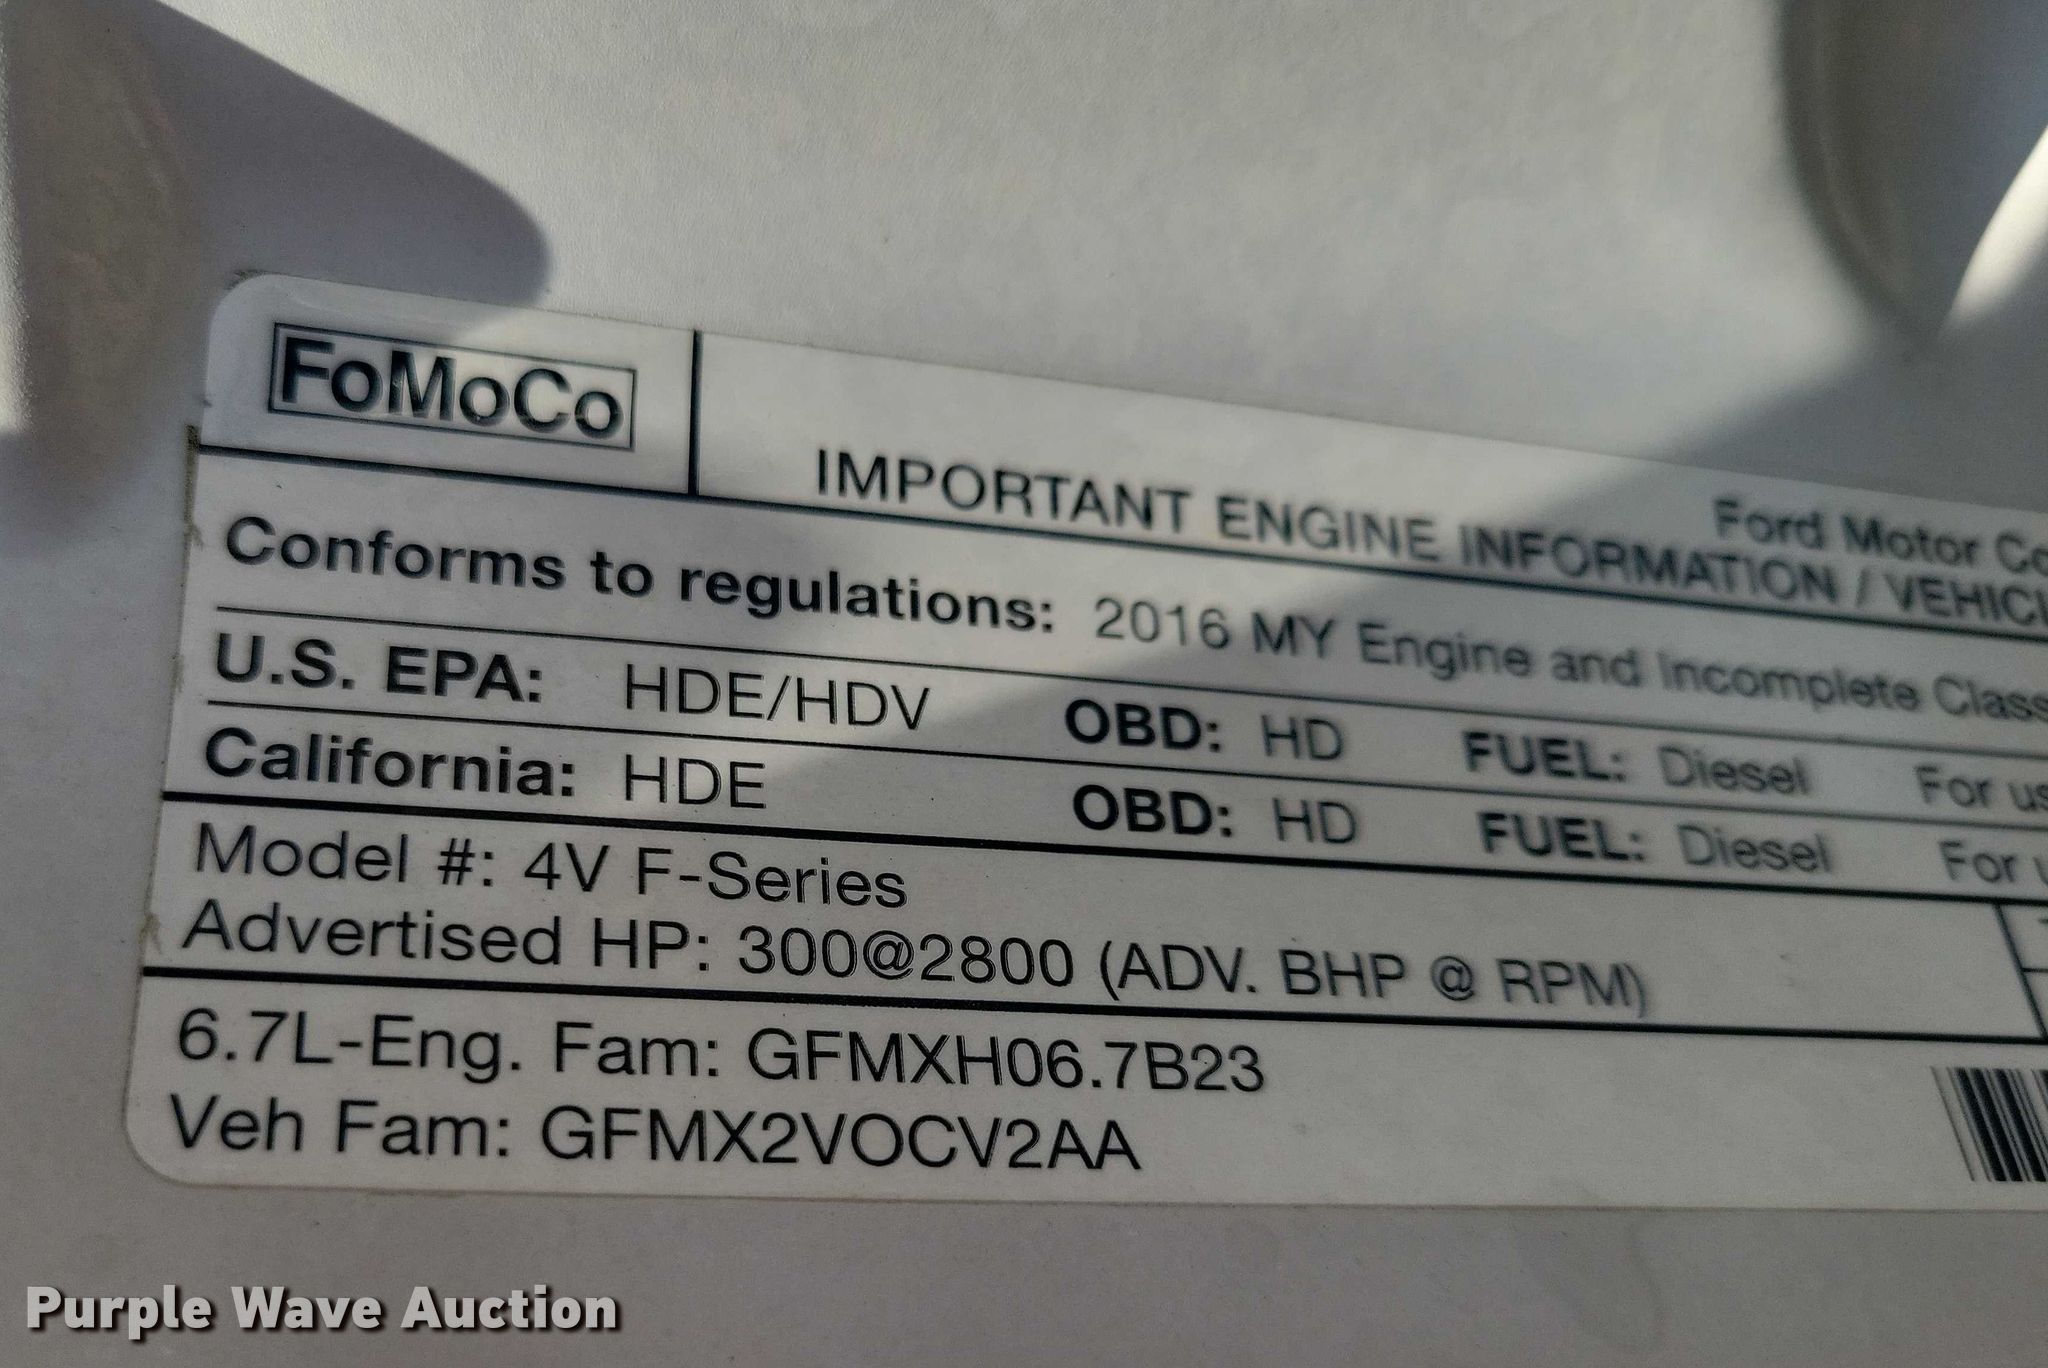 FoMoCo
Ford Motor Co
IMPORTANT ENGINE INFORMATION / VEHICL
Conforms to regulations: 2016 MY Engine and Incomplete Class
U.S. EPA: HDE/HDV OBD: HD FUEL: Diesel For us
California: HDE OBD: HD FUEL: Diesel For u
Model #: 4V F-Series
Advertised HP: 300@2800 (ADV. BHP @ RPM)
6.7L-Eng. Fam: GFMXH06.7B23
Veh Fam: GFMX2VOCV2AA
Purple Wave Auction